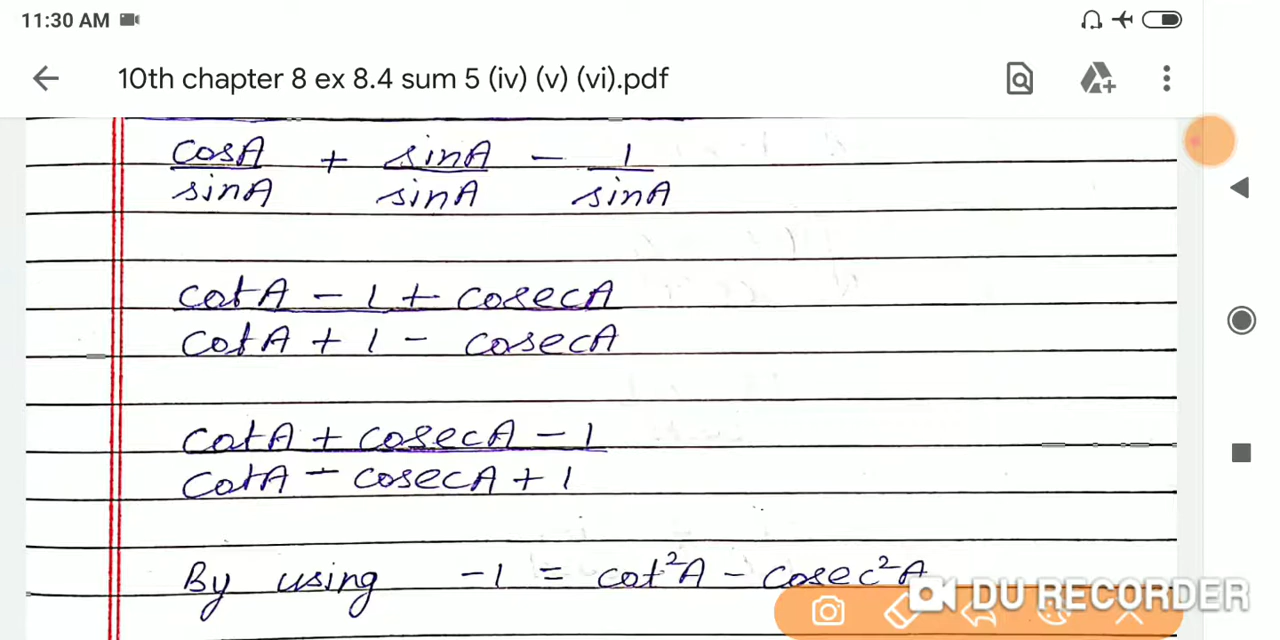 11:30 AM
10th chapter 8 ex 8.4 sum 5 (iv) (v) (vi).pdf
cosA + sinA - 1
sinA sinA sinA
cotA - 1 + cosecA
cotA + 1 - cosecA
cotA + cosecA - 1
cotA - cosecA + 1
By using -1 = cot²A - cosec²A
DU RECORDER